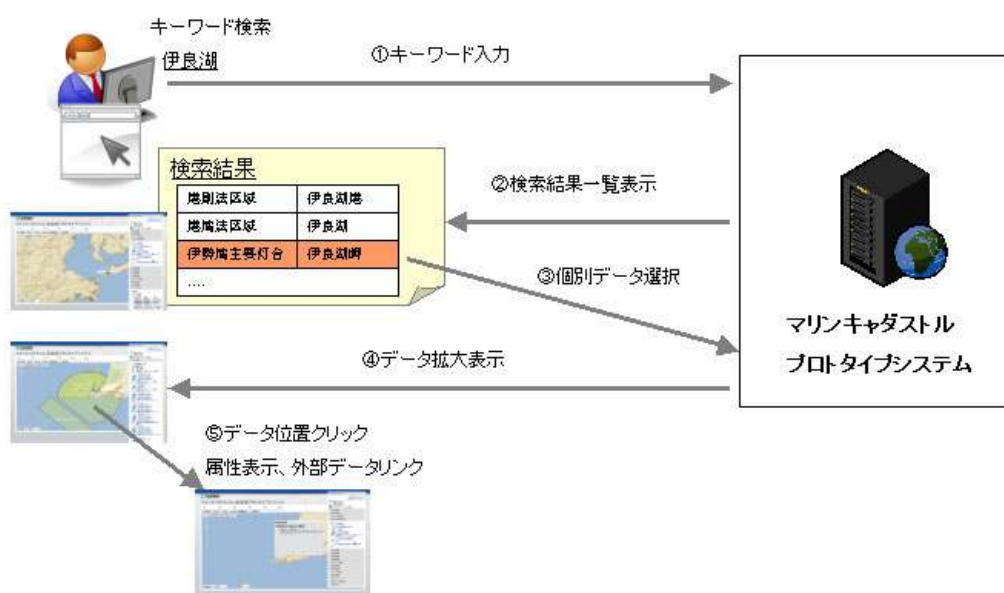 キーワード検索
伊良湖
①キーワード入力
検索結果
港則法区域 伊良湖港
港域法区域 伊良湖
伊勢湾主要灯台 伊良湖岬
....
②検索結果一覧表示
③個別データ選択
マリンキャダストル
プロトタイプシステム
④データ拡大表示
⑤データ位置クリック
属性表示、外部データリンク